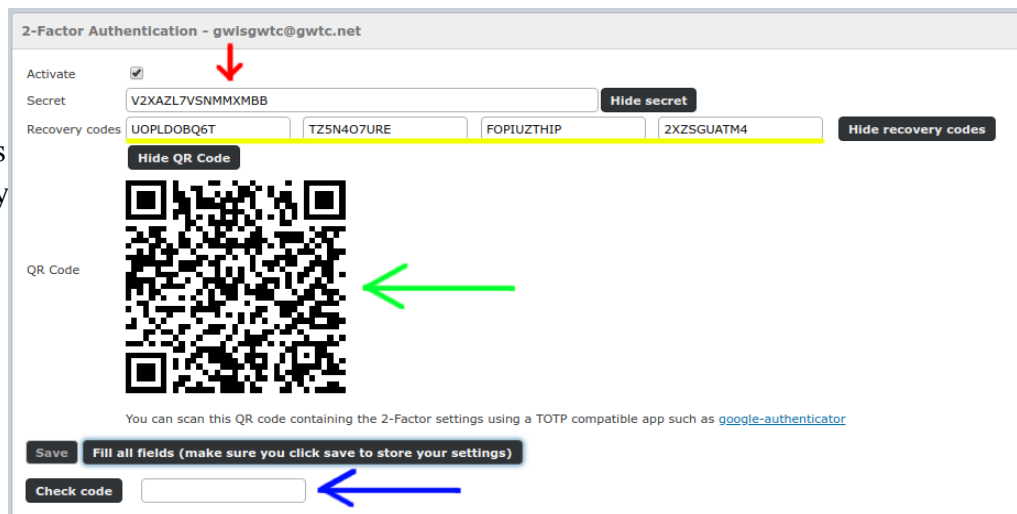 2-Factor Authentication - gwisgwtc@gwtc.net
Activate
Secret V2XAZL7VSNMMXMBB Hide secret
Recovery codes UOPLDOBQ6T TZ5N4O7URE FOPIUZTHIP 2XZSGUATM4 Hide recovery codes
s
Hide QR Code
y
QR Code
You can scan this QR code containing the 2-Factor settings using a TOTP compatible app such as google-authenticator
Save Fill all fields (make sure you click save to store your settings)
Check code